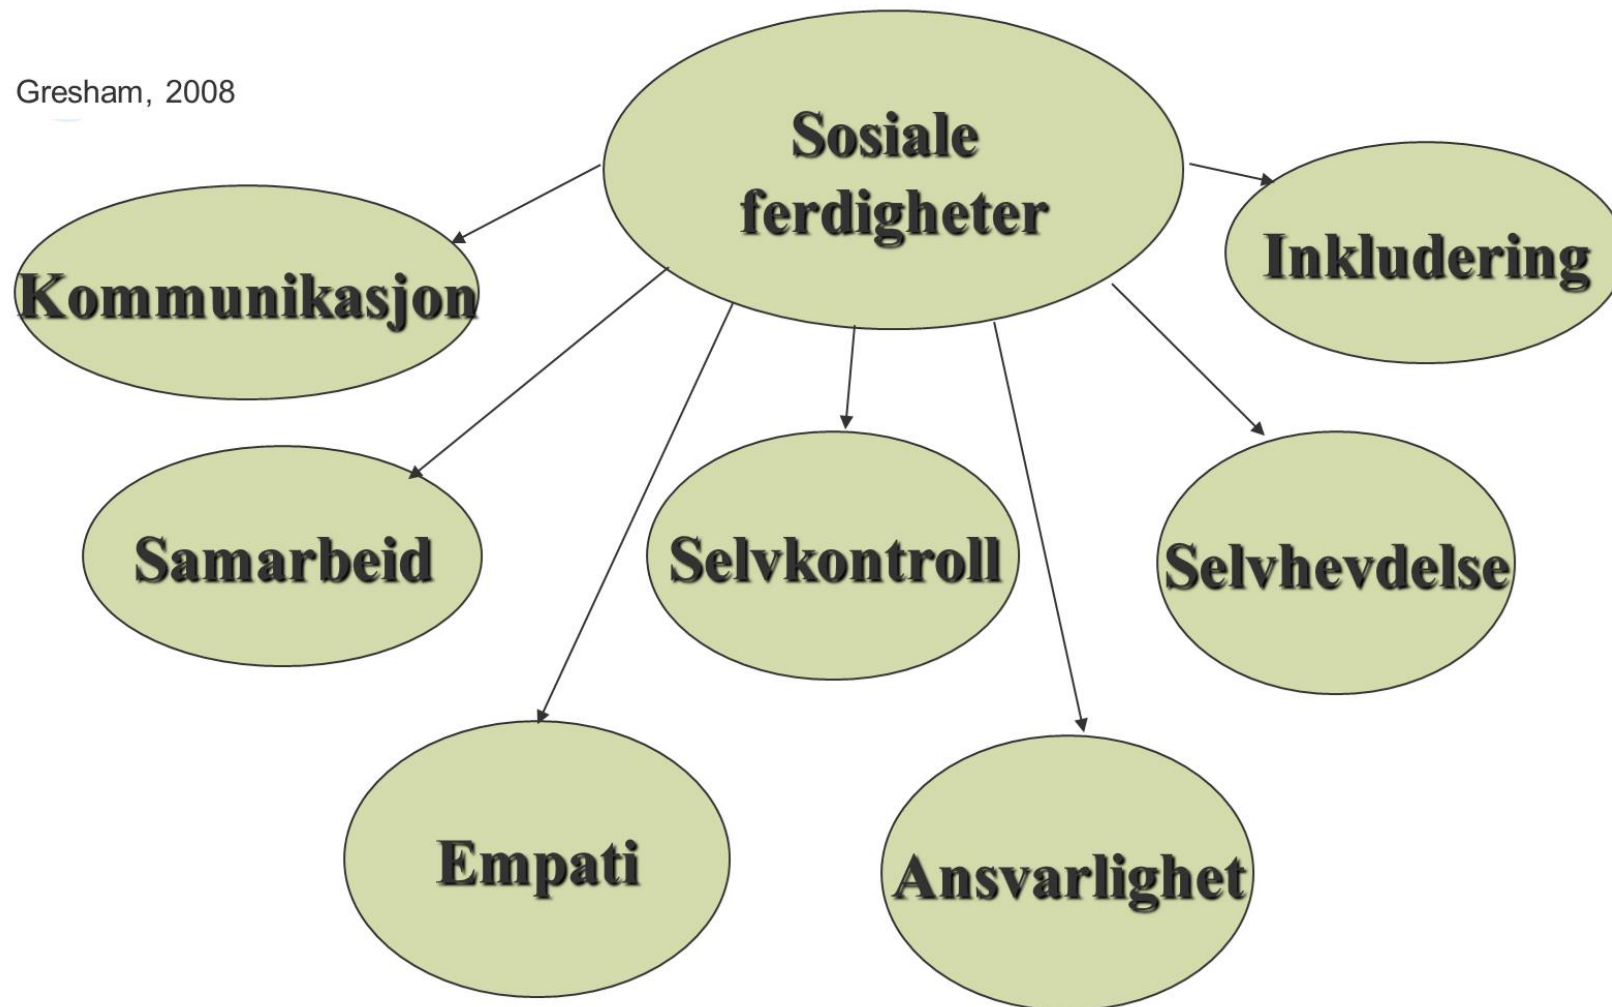 Gresham, 2008
Sosiale
ferdigheter
Inkludering
Kommunikasjon
Samarbeid
Selvkontroll
Selvhevdelse
Empati
Ansvarlighet